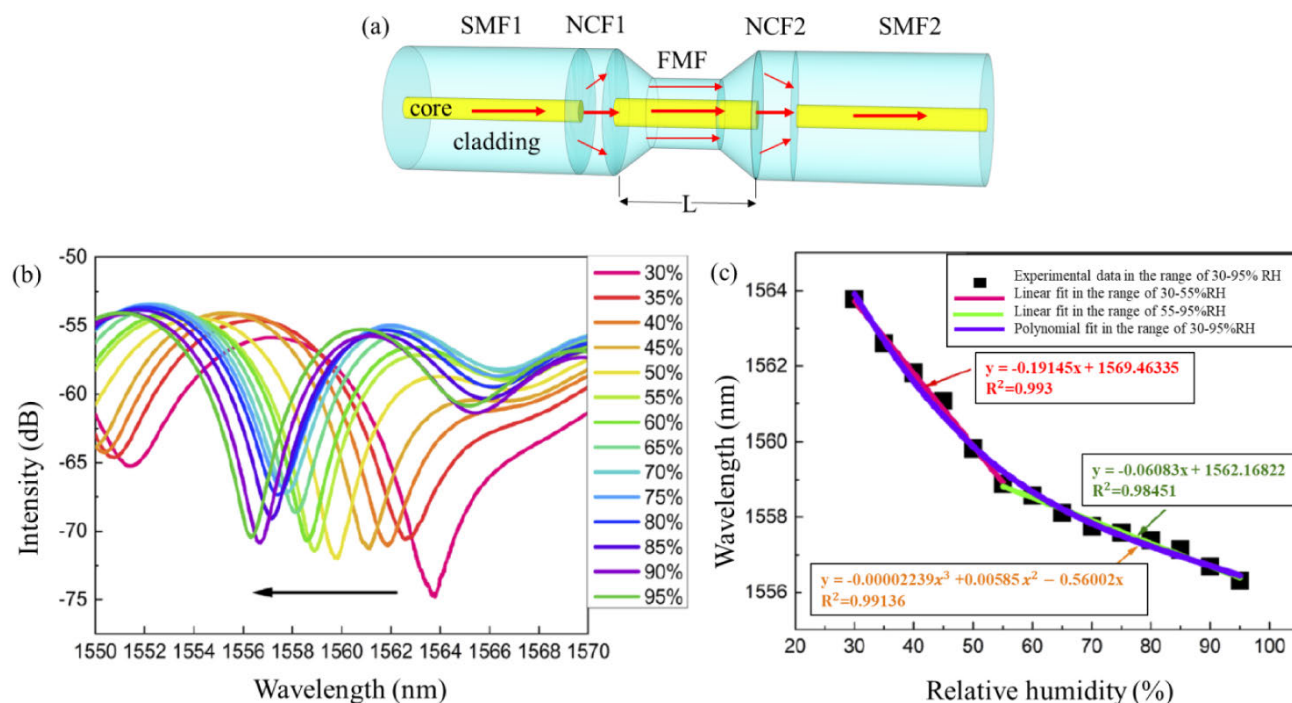 (a)
SMF1 NCF1 NCF2 SMF2
FMF
core
cladding
L
(b)
-50
-55
-60
-65
-70
-75
Intensity (dB)
1550 1552 1554 1556 1558 1560 1562 1564 1566 1568 1570
Wavelength (nm)
30%
35%
40%
45%
50%
55%
60%
65%
70%
75%
80%
85%
90%
95%
(c)
1564
1562
1560
1558
1556
Wavelength (nm)
Experimental data in the range of 30-95% RH
Linear fit in the range of 30-55%RH
Linear fit in the range of 55-95%RH
Polynomial fit in the range of 30-95%RH
y = -0.19145x + 1569.46335
R²=0.993
y = -0.06083x + 1562.16822
R²=0.98451
y = -0.00002239x³ +0.00585x² − 0.56002x
R²=0.99136
20 30 40 50 60 70 80 90 100
Relative humidity (%)